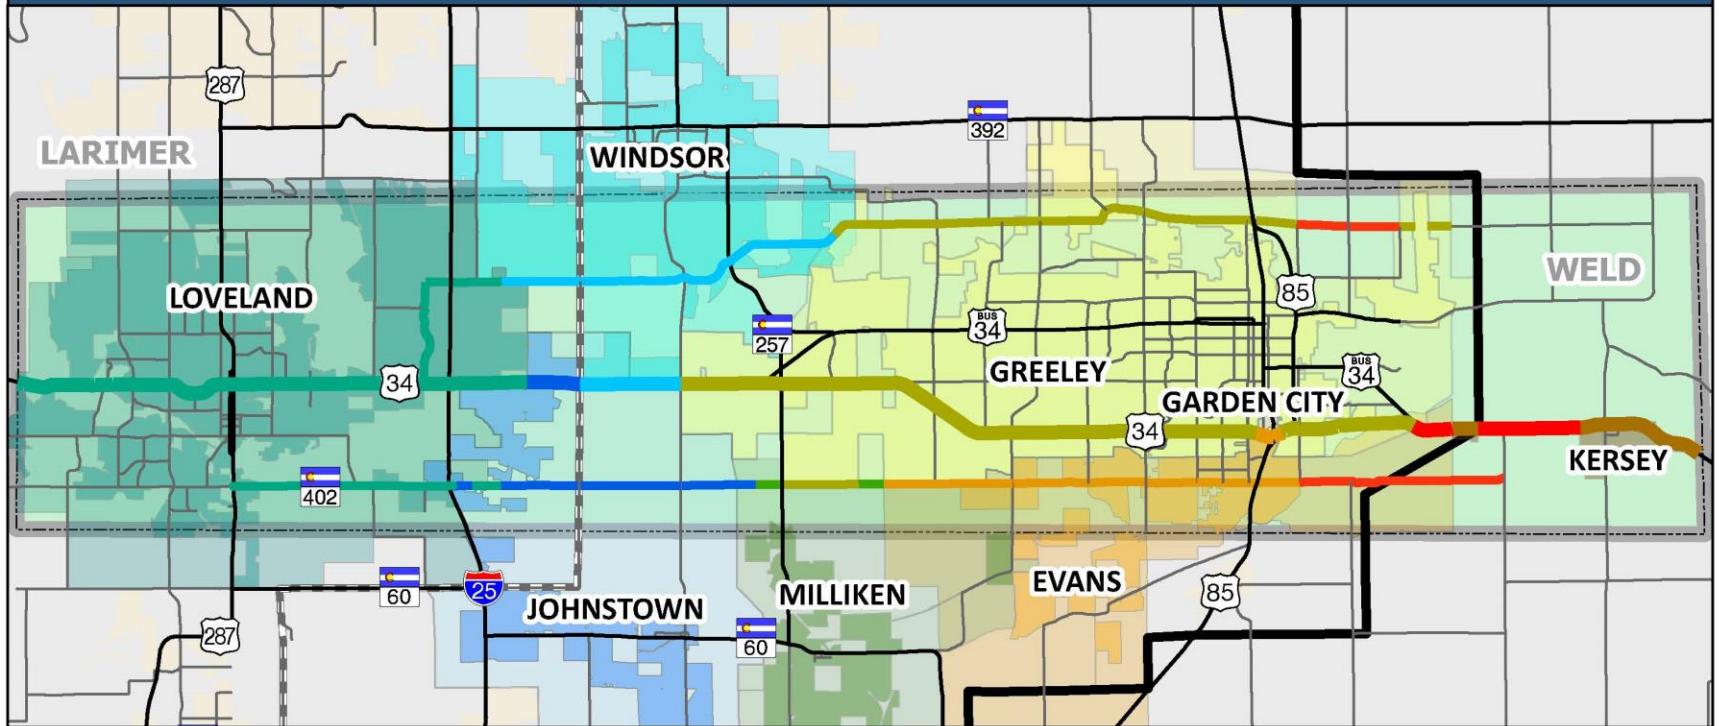 287
392
LARIMER
WINDSOR
WELD
LOVELAND
85
257
BUS
34
GREELEY
BUS
34
34
GARDEN CITY
34
KERSEY
402
60
25
JOHNSTOWN
MILLIKEN
EVANS
85
287
60